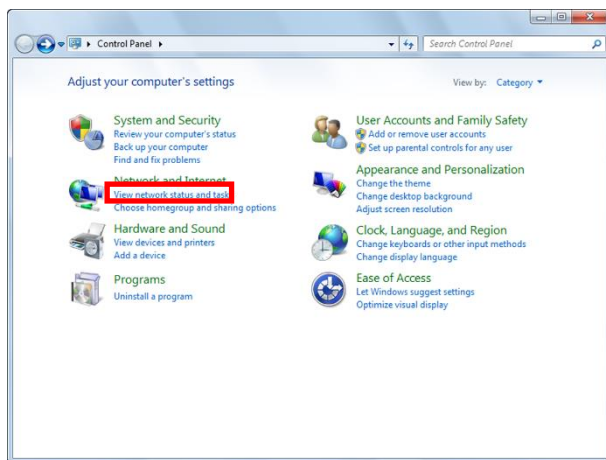 Control Panel
Search Control Panel
Adjust your computer's settings
View by: Category
System and Security
Review your computer's status
Back up your computer
Find and fix problems
Network and Internet
View network status and task
Choose homegroup and sharing options
Hardware and Sound
View devices and printers
Add a device
Programs
Uninstall a program
User Accounts and Family Safety
Add or remove user accounts
Set up parental controls for any user
Appearance and Personalization
Change the theme
Change desktop background
Adjust screen resolution
Clock, Language, and Region
Change keyboards or other input methods
Change display language
Ease of Access
Let Windows suggest settings
Optimize visual display